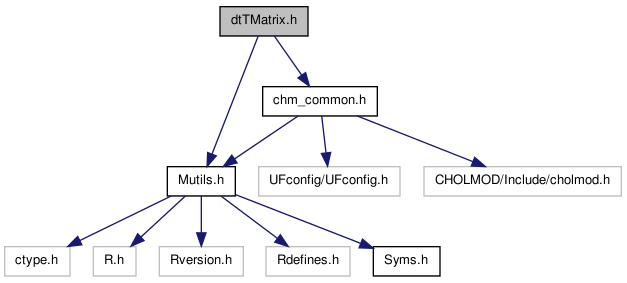 dtTMatrix.h
chm_common.h
Mutils.h
UFconfig/UFconfig.h
CHOLMOD/Include/cholmod.h
ctype.h
R.h
Rversion.h
Rdefines.h
Syms.h